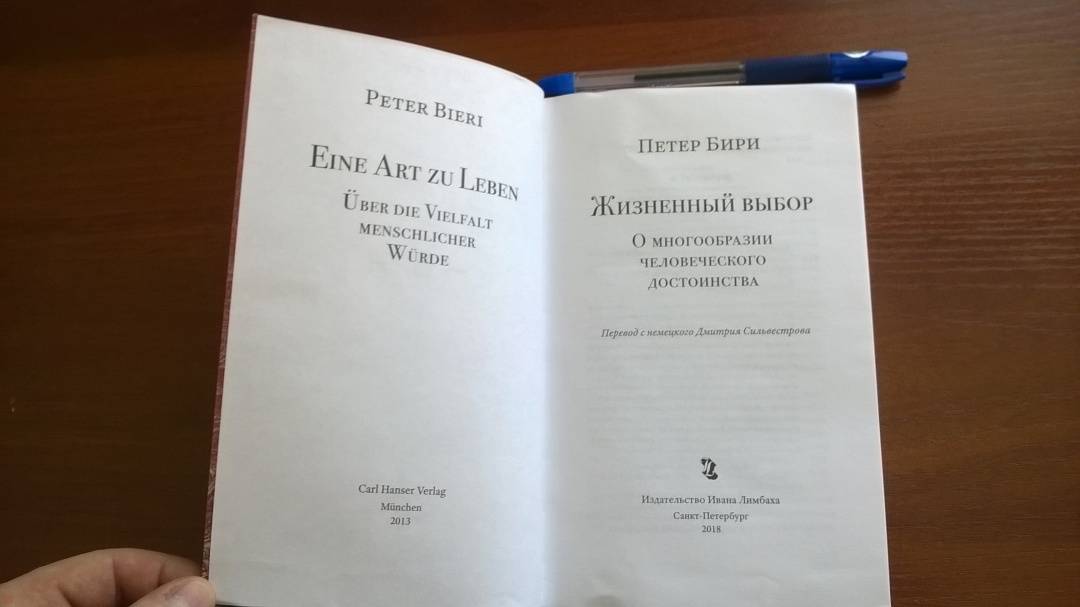 Peter Bieri
Eine Art zu Leben
Über die Vielfalt
menschlicher
Würde
Carl Hanser Verlag
München
2013
Петер Бири
Жизненный выбор
О многообразии
человеческого
достоинства
Перевод с немецкого Дмитрия Сильвестрова
Издательство Ивана Лимбаха
Санкт-Петербург
2018